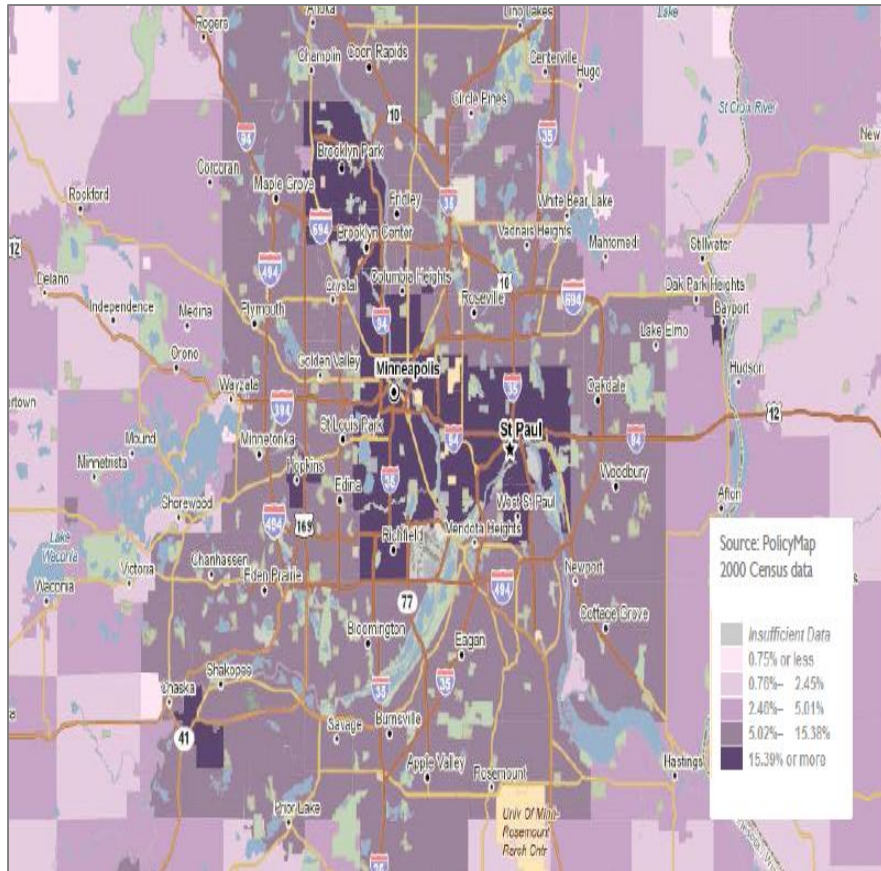 Anoka
Lino Lakes
Lake
Rogers
Champlin
Coon Rapids
Centerville
Hugo
Circle Pines
10
St Croix River
New
94
35
Brooklyn Park
Corcoran
Maple Grove
Fridley
35
White Bear Lake
Rockford
694
Brooklyn Center
Vadnais Heights
Mahtomedi
Stillwater
12
494
Columbia Heights
10
694
Oak Park Heights
Delano
Independence
Medina
Crystal
Roseville
Bayport
Plymouth
94
Lake Elmo
Orono
Golden Valley
Minneapolis
Hudson
Wayzata
35
Oakdale
394
12
Mound
St Louis Park
94
St Paul
94
Minnetonka
Minnetrista
Hopkins
Edina
35
Woodbury
Shorewood
West St Paul
Afton
494
169
Richfield
Mendota Heights
Lake
Waconia
Chanhassen
Victoria
Eden Prairie
Newport
Waconia
77
494
Cottage Grove
Bloomington
Eagan
Shakopee
35
35
Chaska
Savage
Burnsville
41
Apple Valley
Rosemount
Hastings
Prior Lake
Univ Of Minn-
Rosemount
Rsrch Cntr
35
Source: PolicyMap
2000 Census data
Insufficient Data
0.75% or less
0.76%– 2.45%
2.46%– 5.01%
5.02%– 15.38%
15.39% or more